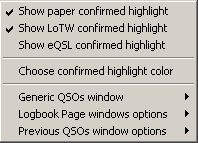 Show paper confirmed highlight
Show LoTW confirmed highlight
Show eQSL confirmed highlight
Choose confirmed highlight color
Generic QSOs window
Logbook Page windows options
Previous QSOs window options